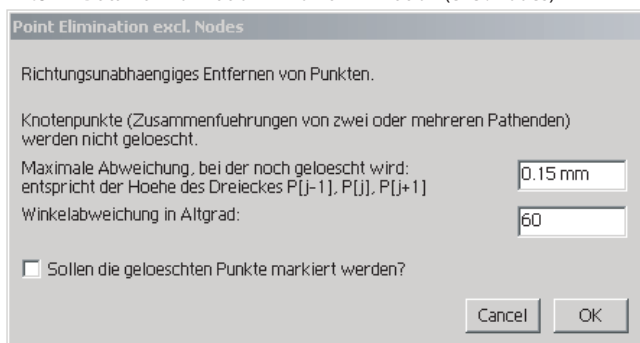 Point Elimination excl. Nodes
Richtungsunabhaengiges Entfernen von Punkten.
Knotenpunkte (Zusammenfuehrungen von zwei oder mehreren Pathenden)
werden nicht geloescht.
Maximale Abweichung, bei der noch geloescht wird:
entspricht der Hoehe des Dreieckes P[j-1], P[j], P[j+1]
0.15 mm
Winkelabweichung in Altgrad:
60
Sollen die geloeschten Punkte markiert werden?
Cancel
OK